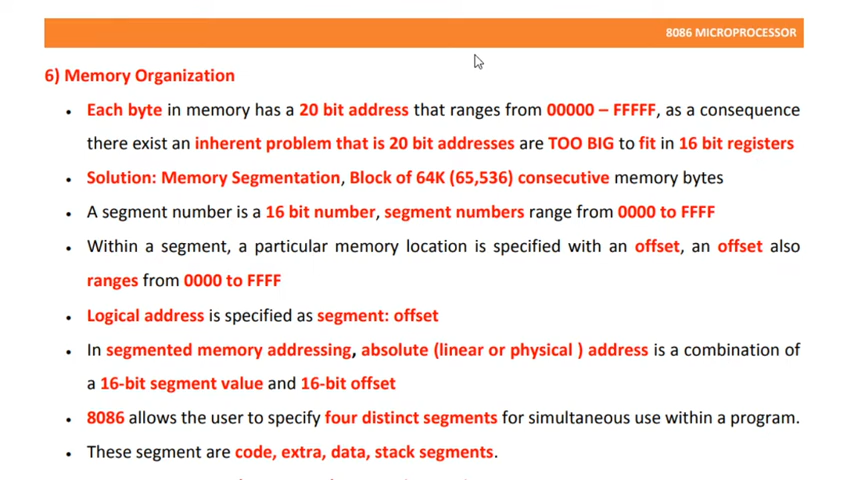 8086 MICROPROCESSOR
6) Memory Organization
• Each byte in memory has a 20 bit address that ranges from 00000 – FFFFF, as a consequence
there exist an inherent problem that is 20 bit addresses are TOO BIG to fit in 16 bit registers
• Solution: Memory Segmentation, Block of 64K (65,536) consecutive memory bytes
• A segment number is a 16 bit number, segment numbers range from 0000 to FFFF
• Within a segment, a particular memory location is specified with an offset, an offset also
ranges from 0000 to FFFF
• Logical address is specified as segment: offset
• In segmented memory addressing, absolute (linear or physical ) address is a combination of
a 16-bit segment value and 16-bit offset
• 8086 allows the user to specify four distinct segments for simultaneous use within a program.
• These segment are code, extra, data, stack segments.